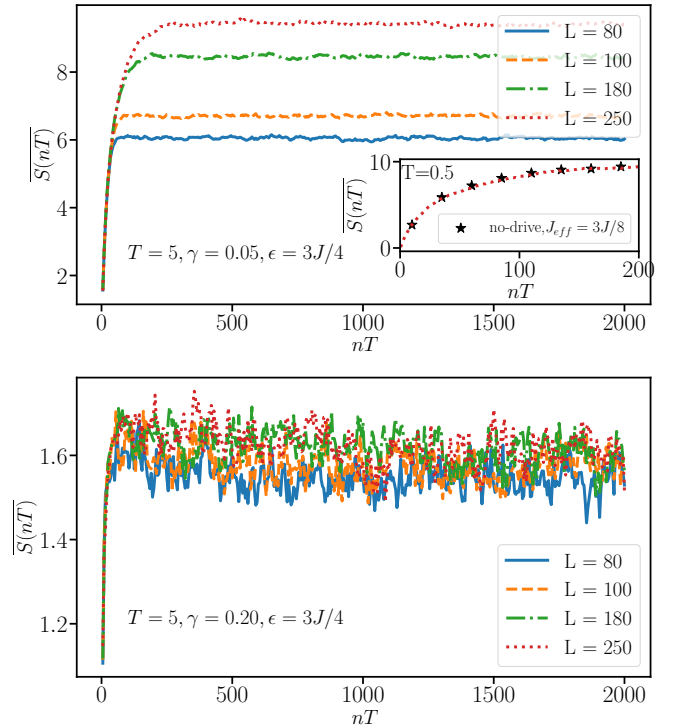 8
6
4
2
S(nT)
L = 80
L = 100
L = 180
L = 250
T = 5, γ = 0.05, ϵ = 3J/4
10
0
S(nT)
T=0.5
no-drive, J_eff = 3J/8
0 100 200
nT
0 500 1000 1500 2000
nT
1.6
1.4
1.2
S(nT)
T = 5, γ = 0.20, ϵ = 3J/4
L = 80
L = 100
L = 180
L = 250
0 500 1000 1500 2000
nT